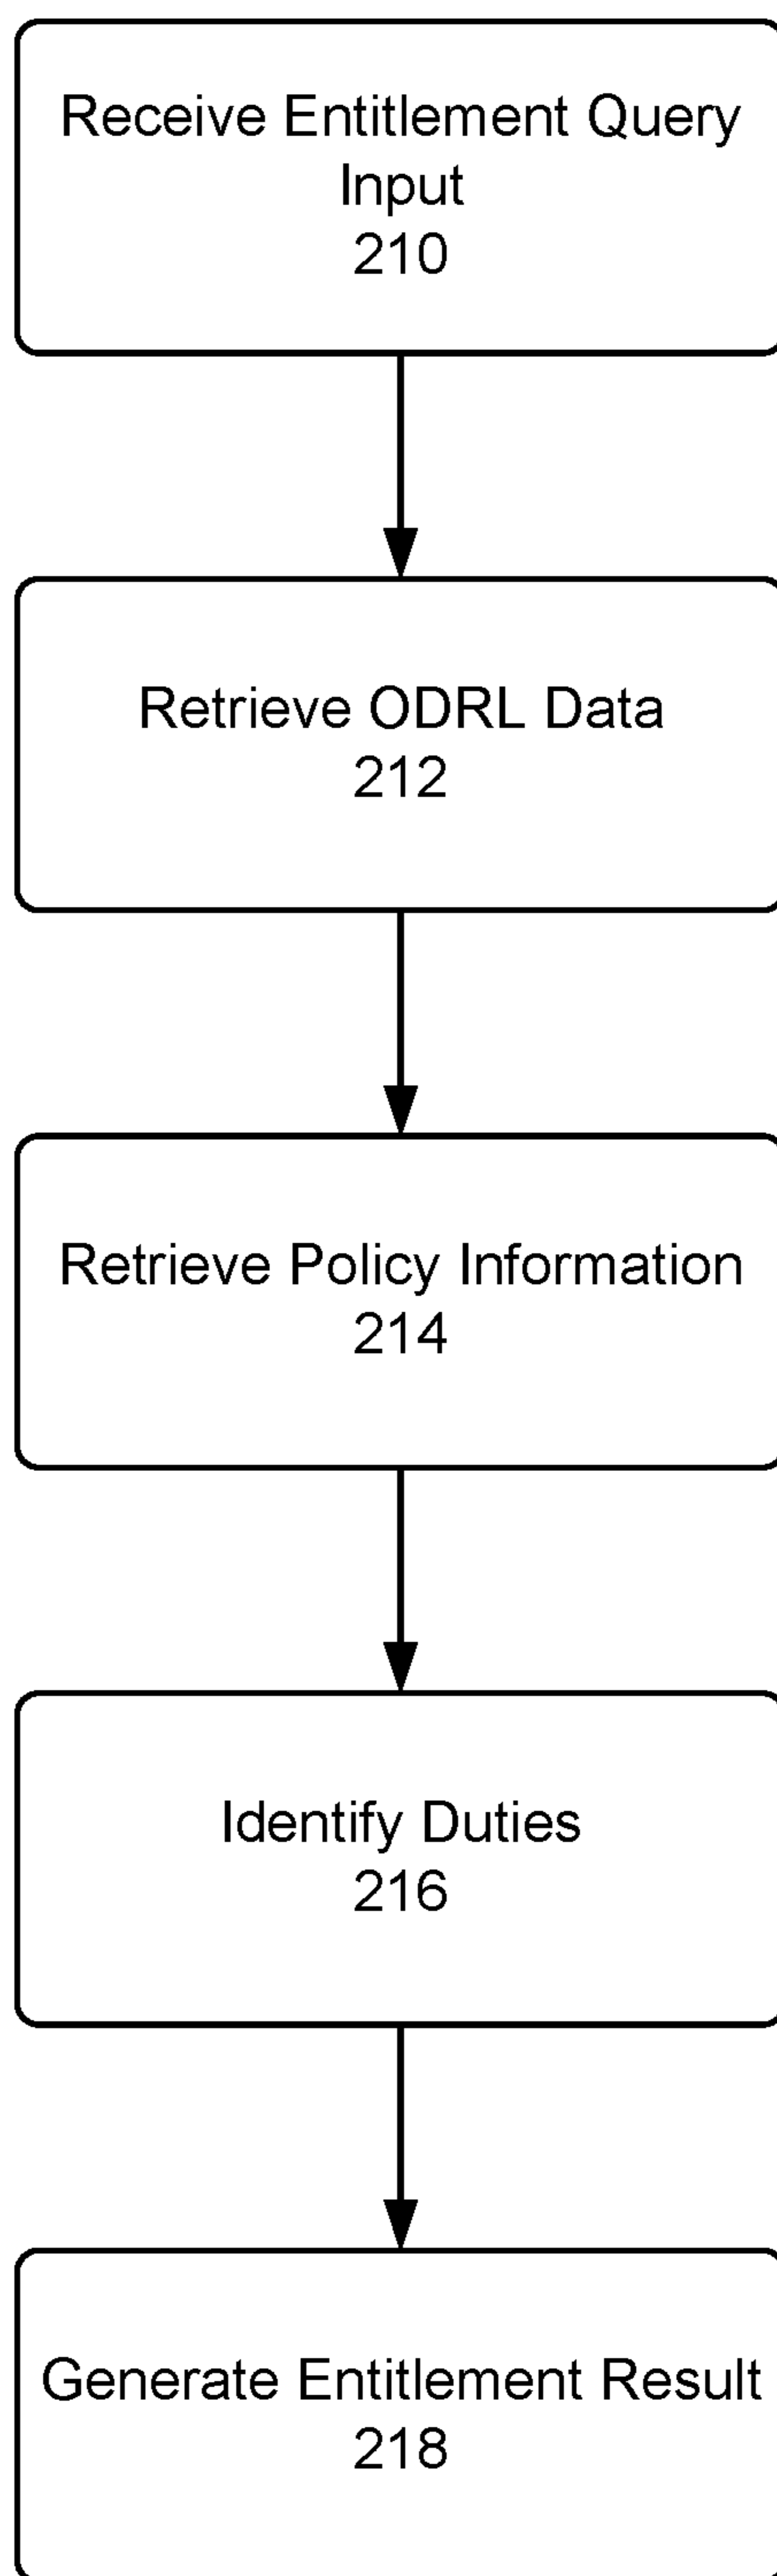 Receive Entitlement Query
Input
210
Retrieve ODRL Data
212
Retrieve Policy Information
214
Identify Duties
216
Generate Entitlement Result
218